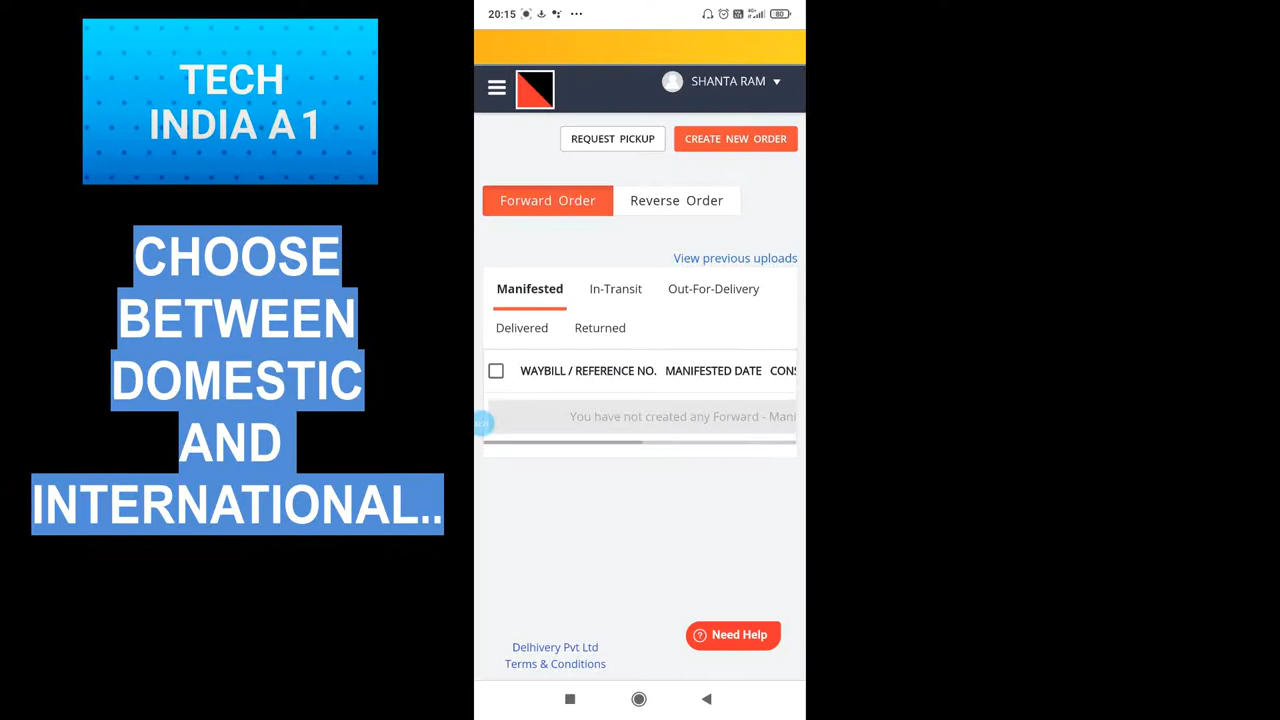 TECH
INDIA A1
CHOOSE
BETWEEN
DOMESTIC
AND
INTERNATIONAL..
20:15
80
SHANTA RAM
REQUEST PICKUP
CREATE NEW ORDER
Forward Order
Reverse Order
View previous uploads
Manifested
In-Transit
Out-For-Delivery
Delivered
Returned
WAYBILL / REFERENCE NO.
MANIFESTED DATE
CONS
You have not created any Forward - Mani
? Need Help
Delhivery Pvt Ltd
Terms & Conditions